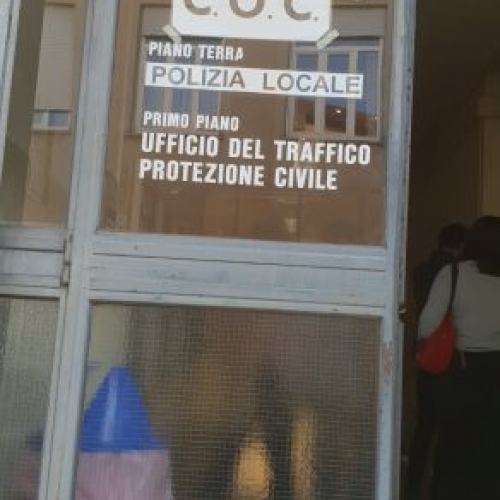 C.O.C.
PIANO TERRA
POLIZIA LOCALE
PRIMO PIANO
UFFICIO DEL TRAFFICO
PROTEZIONE CIVILE